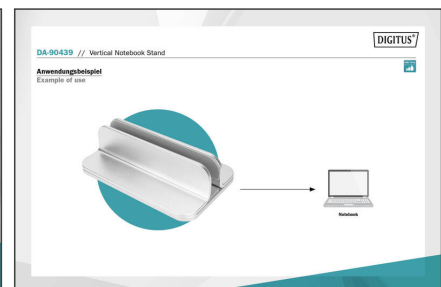 DIGITUS®
DA-90439 // Vertical Notebook Stand
Anwendungsbeispiel
Example of use
Notebook